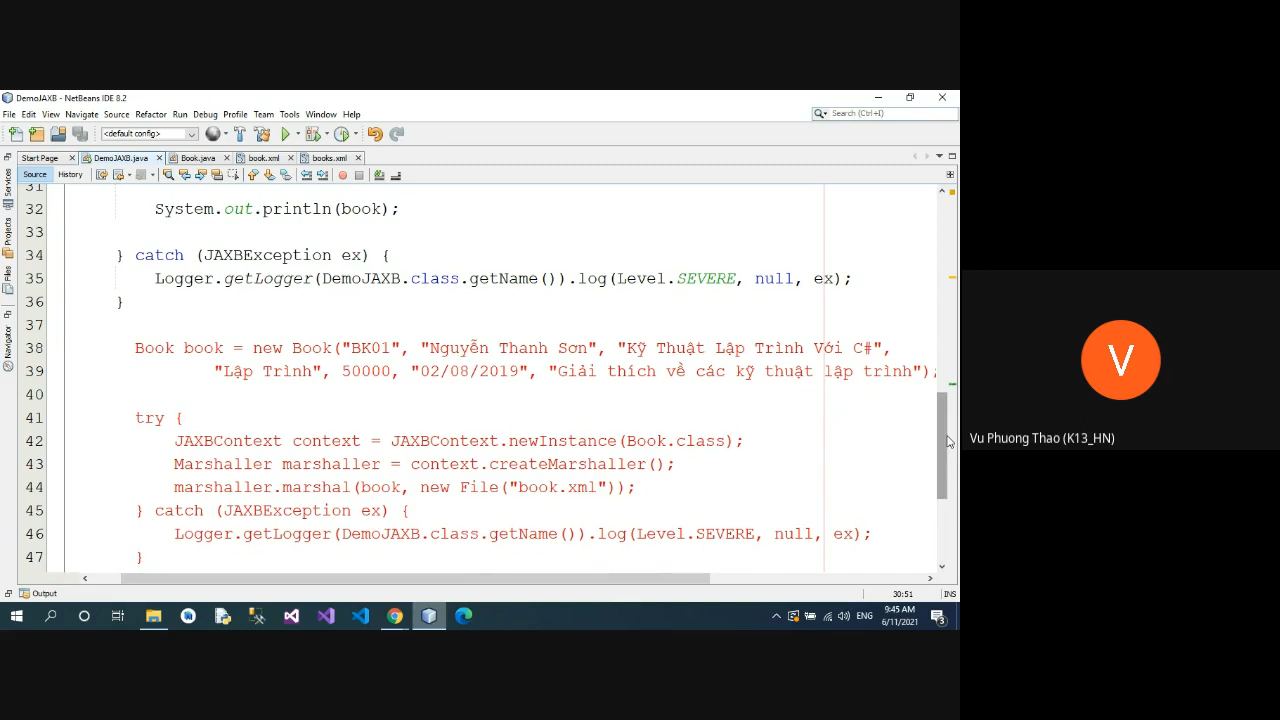 DemoJAXB - NetBeans IDE 8.2
File Edit View Navigate Source Refactor Run Debug Profile Team Tools Window Help
Search (Ctrl+I)
<default config>
Start Page DemoJAXB.java Book.java book.xml books.xml
Source History
Services
Projects
Files
Navigator
31
32 System.out.println(book);
33
34 } catch (JAXBException ex) {
35 Logger.getLogger(DemoJAXB.class.getName()).log(Level.SEVERE, null, ex);
36 }
37
38 Book book = new Book("BK01", "Nguyễn Thanh Sơn", "Kỹ Thuật Lập Trình Với C#",
39 "Lập Trình", 50000, "02/08/2019", "Giải thích về các kỹ thuật lập trình");
40
41 try {
42 JAXBContext context = JAXBContext.newInstance(Book.class);
43 Marshaller marshaller = context.createMarshaller();
44 marshaller.marshal(book, new File("book.xml"));
45 } catch (JAXBException ex) {
46 Logger.getLogger(DemoJAXB.class.getName()).log(Level.SEVERE, null, ex);
47 }
Output
30:51 INS
ENG
9:45 AM
6/11/2021
3
V
Vu Phuong Thao (K13_HN)